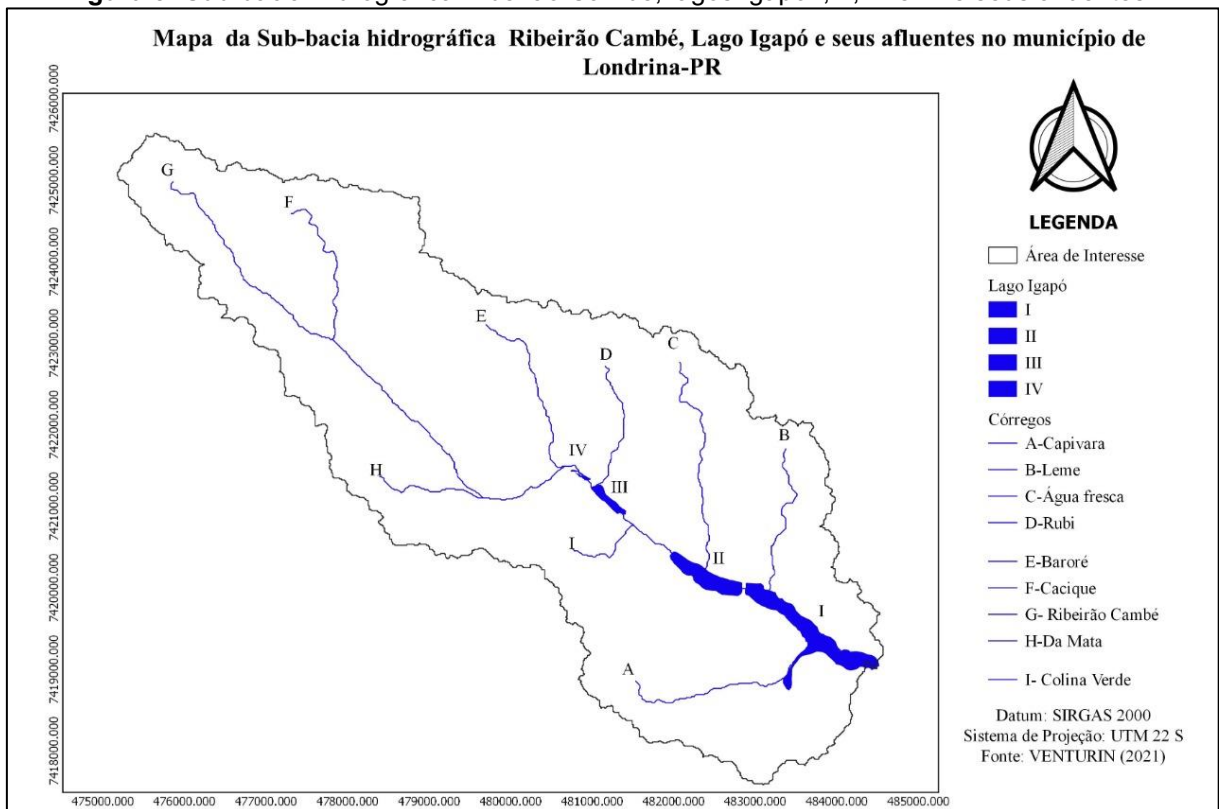 Mapa da Sub-bacia hidrográfica Ribeirão Cambé, Lago Igapó e seus afluentes no município de
Londrina-PR
7426000.000
7425000.000
7424000.000
7423000.000
7422000.000
7421000.000
7420000.000
7419000.000
7418000.000
G
F
E
D
C
B
IV
H
III
I
II
I
A
475000.000 476000.000 477000.000 478000.000 479000.000 480000.000 481000.000 482000.000 483000.000 484000.000 485000.000
LEGENDA
Área de Interesse
Lago Igapó
I
II
III
IV
Córregos
A-Capivara
B-Leme
C-Água fresca
D-Rubi
E-Baroré
F-Cacique
G- Ribeirão Cambé
H-Da Mata
I- Colina Verde
Datum: SIRGAS 2000
Sistema de Projeção: UTM 22 S
Fonte: VENTURIN (2021)